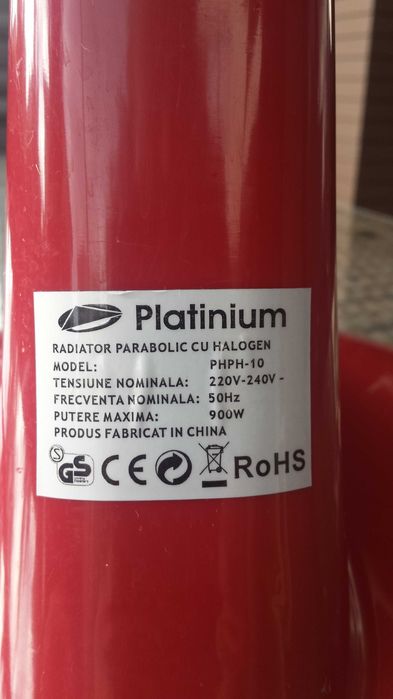 Platinium
RADIATOR PARABOLIC CU HALOGEN
MODEL: PHPH-10
TENSIUNE NOMINALA: 220V-240V ~
FRECVENTA NOMINALA: 50Hz
PUTERE MAXIMA: 900W
PRODUS FABRICAT IN CHINA
S GS CE RoHS